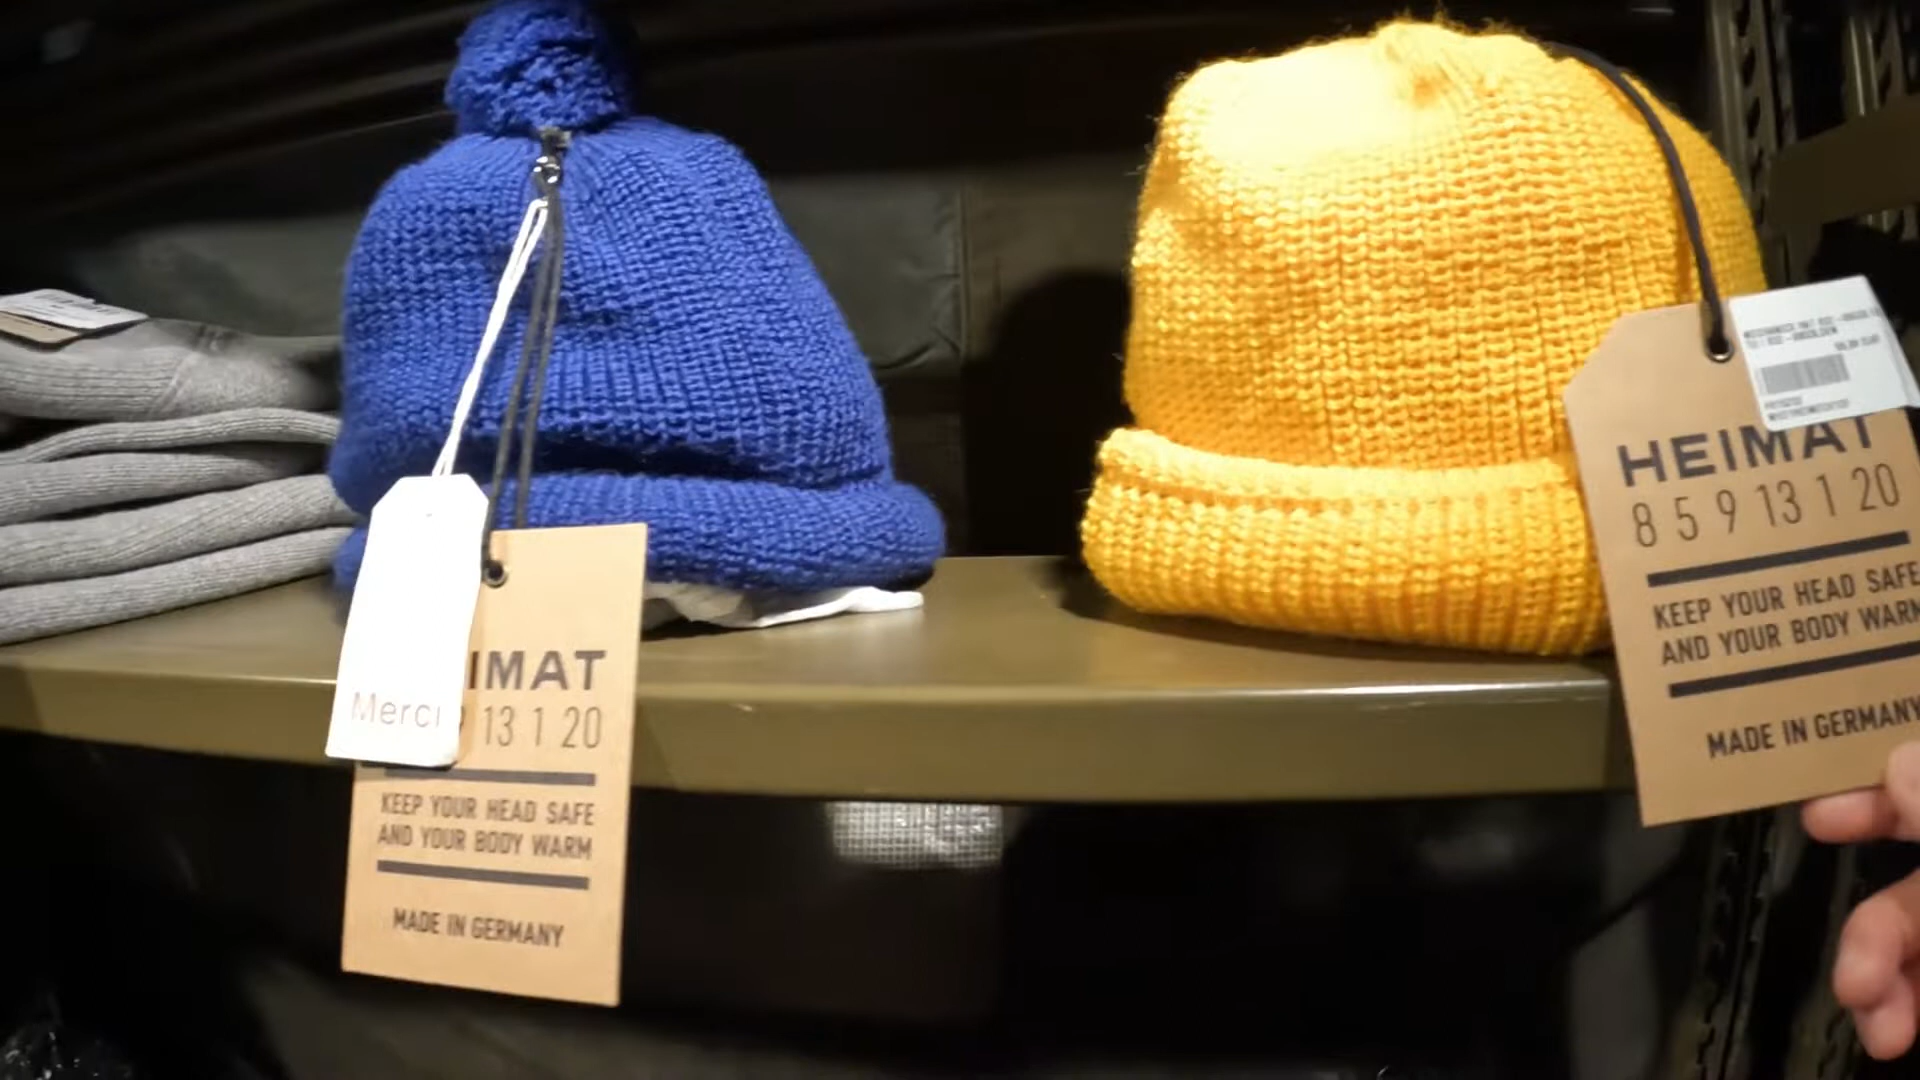 Merci
IMAT
13 1 20
KEEP YOUR HEAD SAFE
AND YOUR BODY WARM
MADE IN GERMANY
HEIMAT
8 5 9 13 1 20
KEEP YOUR HEAD SAFE
AND YOUR BODY WARM
MADE IN GERMANY